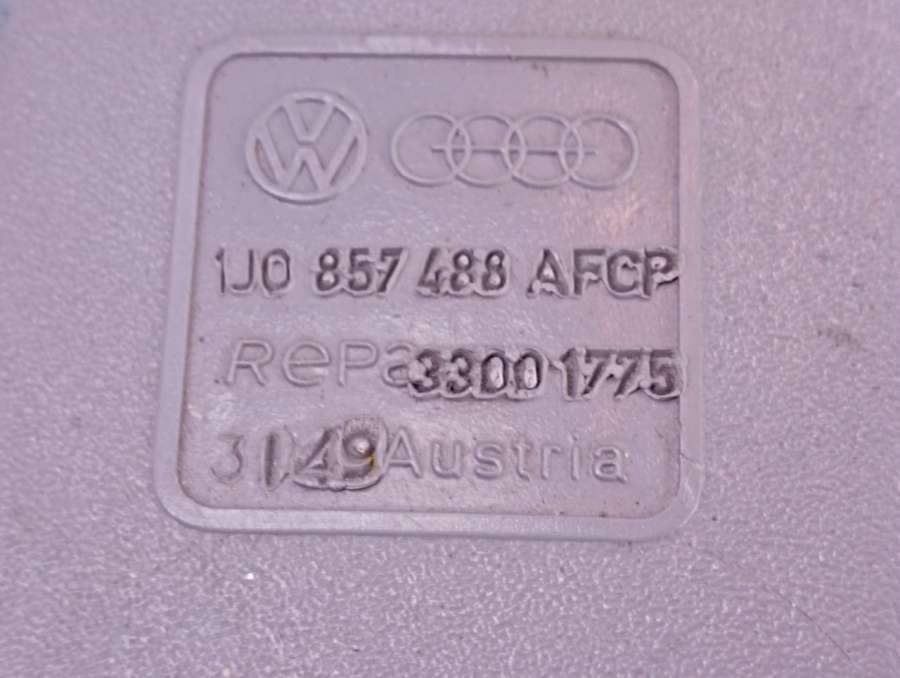 1J0 857 488 AFCP
RePa 33001775
3149 Austria